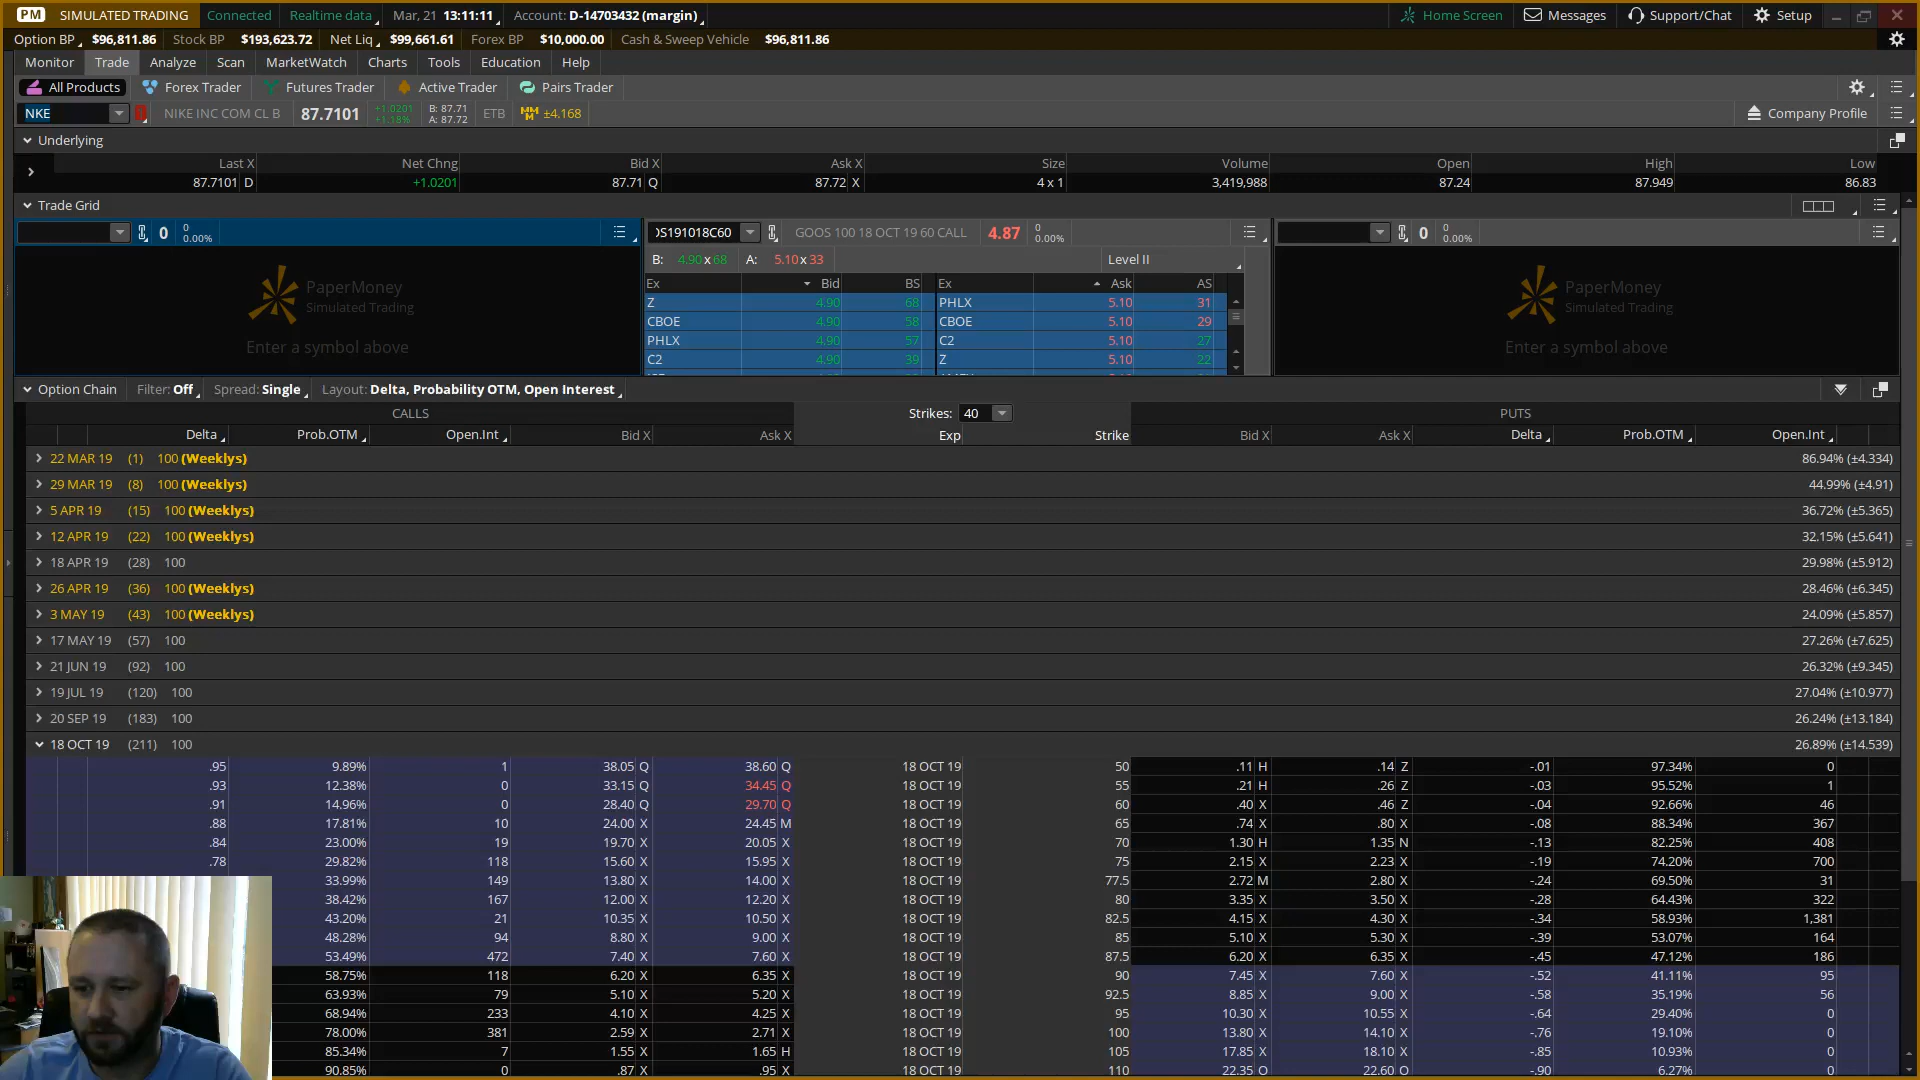 PM SIMULATED TRADING Connected Realtime data Mar, 21 13:11:11 Account: D-14703432 (margin) Home Screen Messages Support/Chat Setup
Option BP $96,811.86 Stock BP $193,623.72 Net Liq $99,661.61 Forex BP $10,000.00 Cash & Sweep Vehicle $96,811.86
Monitor Trade Analyze Scan MarketWatch Charts Tools Education Help
All Products Forex Trader Futures Trader Active Trader Pairs Trader
NKE NIKE INC COM CL B 87.7101 +1.0201 +1.18% B: 87.71 A: 87.72 ETB MMM ±4.168 Company Profile
Underlying
Last X Net Chng Bid X Ask X Size Volume Open High Low
87.7101 D +1.0201 87.71 Q 87.72 X 4 x 1 3,419,988 87.24 87.949 86.83
Trade Grid
0 0 0.00% JS191018C60 GOOS 100 18 OCT 19 60 CALL 4.87 0 0.00% 0 0 0.00%
B: 4.90 x 68 A: 5.10 x 33 Level II
Ex Bid BS Ex Ask AS
Z 4.90 68 PHLX 5.10 31
CBOE 4.90 58 CBOE 5.10 29
PHLX 4.90 57 C2 5.10 27
C2 4.90 39 Z 5.10 22
PaperMoney Simulated Trading
Enter a symbol above
PaperMoney Simulated Trading
Enter a symbol above
Option Chain Filter: Off Spread: Single Layout: Delta, Probability OTM, Open Interest
CALLS Strikes: 40 PUTS
Delta Prob.OTM Open.Int Bid X Ask X Exp Strike Bid X Ask X Delta Prob.OTM Open.Int
22 MAR 19 (1) 100 (Weeklys) 86.94% (±4.334)
29 MAR 19 (8) 100 (Weeklys) 44.99% (±4.91)
5 APR 19 (15) 100 (Weeklys) 36.72% (±5.365)
12 APR 19 (22) 100 (Weeklys) 32.15% (±5.641)
18 APR 19 (28) 100 29.98% (±5.912)
26 APR 19 (36) 100 (Weeklys) 28.46% (±6.345)
3 MAY 19 (43) 100 (Weeklys) 24.09% (±5.857)
17 MAY 19 (57) 100 27.26% (±7.625)
21 JUN 19 (92) 100 26.32% (±9.345)
19 JUL 19 (120) 100 27.04% (±10.977)
20 SEP 19 (183) 100 26.24% (±13.184)
18 OCT 19 (211) 100 26.89% (±14.539)
.95 9.89% 1 38.05 Q 38.60 Q 18 OCT 19 50 .11 H .14 Z -.01 97.34% 0
.93 12.38% 0 33.15 Q 34.45 Q 18 OCT 19 55 .21 H .26 Z -.03 95.52% 1
.91 14.96% 0 28.40 Q 29.70 Q 18 OCT 19 60 .40 X .46 Z -.04 92.66% 46
.88 17.81% 10 24.00 X 24.45 M 18 OCT 19 65 .74 X .80 X -.08 88.34% 367
.84 23.00% 19 19.70 X 20.05 X 18 OCT 19 70 1.30 H 1.35 N -.13 82.25% 408
.78 29.82% 118 15.60 X 15.95 X 18 OCT 19 75 2.15 X 2.23 X -.19 74.20% 700
33.99% 149 13.80 X 14.00 X 18 OCT 19 77.5 2.72 M 2.80 X -.24 69.50% 31
38.42% 167 12.00 X 12.20 X 18 OCT 19 80 3.35 X 3.50 X -.28 64.43% 322
43.20% 21 10.35 X 10.50 X 18 OCT 19 82.5 4.15 X 4.30 X -.34 58.93% 1,381
48.28% 94 8.80 X 9.00 X 18 OCT 19 85 5.10 X 5.30 X -.39 53.07% 164
53.49% 472 7.40 X 7.60 X 18 OCT 19 87.5 6.20 X 6.35 X -.45 47.12% 186
58.75% 118 6.20 X 6.35 X 18 OCT 19 90 7.45 X 7.60 X -.52 41.11% 95
63.93% 79 5.10 X 5.20 X 18 OCT 19 92.5 8.85 X 9.00 X -.58 35.19% 56
68.94% 233 4.10 X 4.25 X 18 OCT 19 95 10.30 X 10.55 X -.64 29.40% 0
78.00% 381 2.59 X 2.71 X 18 OCT 19 100 13.80 X 14.10 X -.76 19.10% 0
85.34% 7 1.55 X 1.65 H 18 OCT 19 105 17.85 X 18.10 X -.85 10.93% 0
90.85% 0 .87 X .95 X 18 OCT 19 110 22.35 Q 22.60 Q -.90 6.27% 0